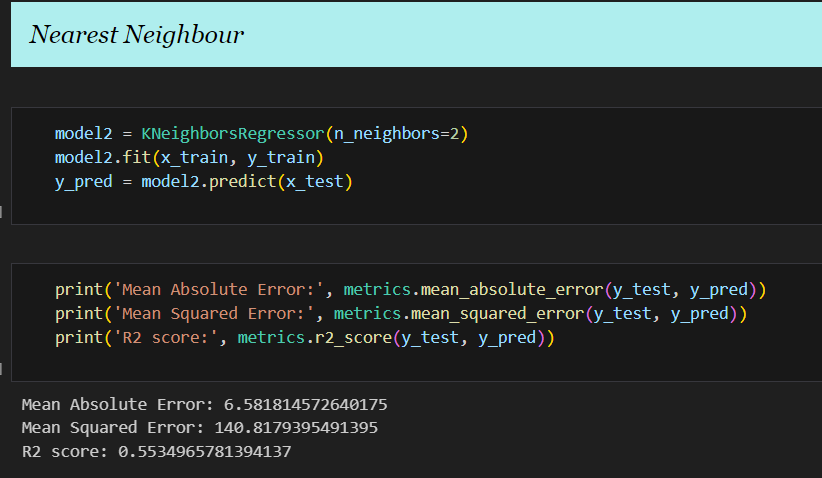 Nearest Neighbour
model2 = KNeighborsRegressor(n_neighbors=2)
model2.fit(x_train, y_train)
y_pred = model2.predict(x_test)
print('Mean Absolute Error:', metrics.mean_absolute_error(y_test, y_pred))
print('Mean Squared Error:', metrics.mean_squared_error(y_test, y_pred))
print('R2 score:', metrics.r2_score(y_test, y_pred))
Mean Absolute Error: 6.581814572640175
Mean Squared Error: 140.8179395491395
R2 score: 0.5534965781394137